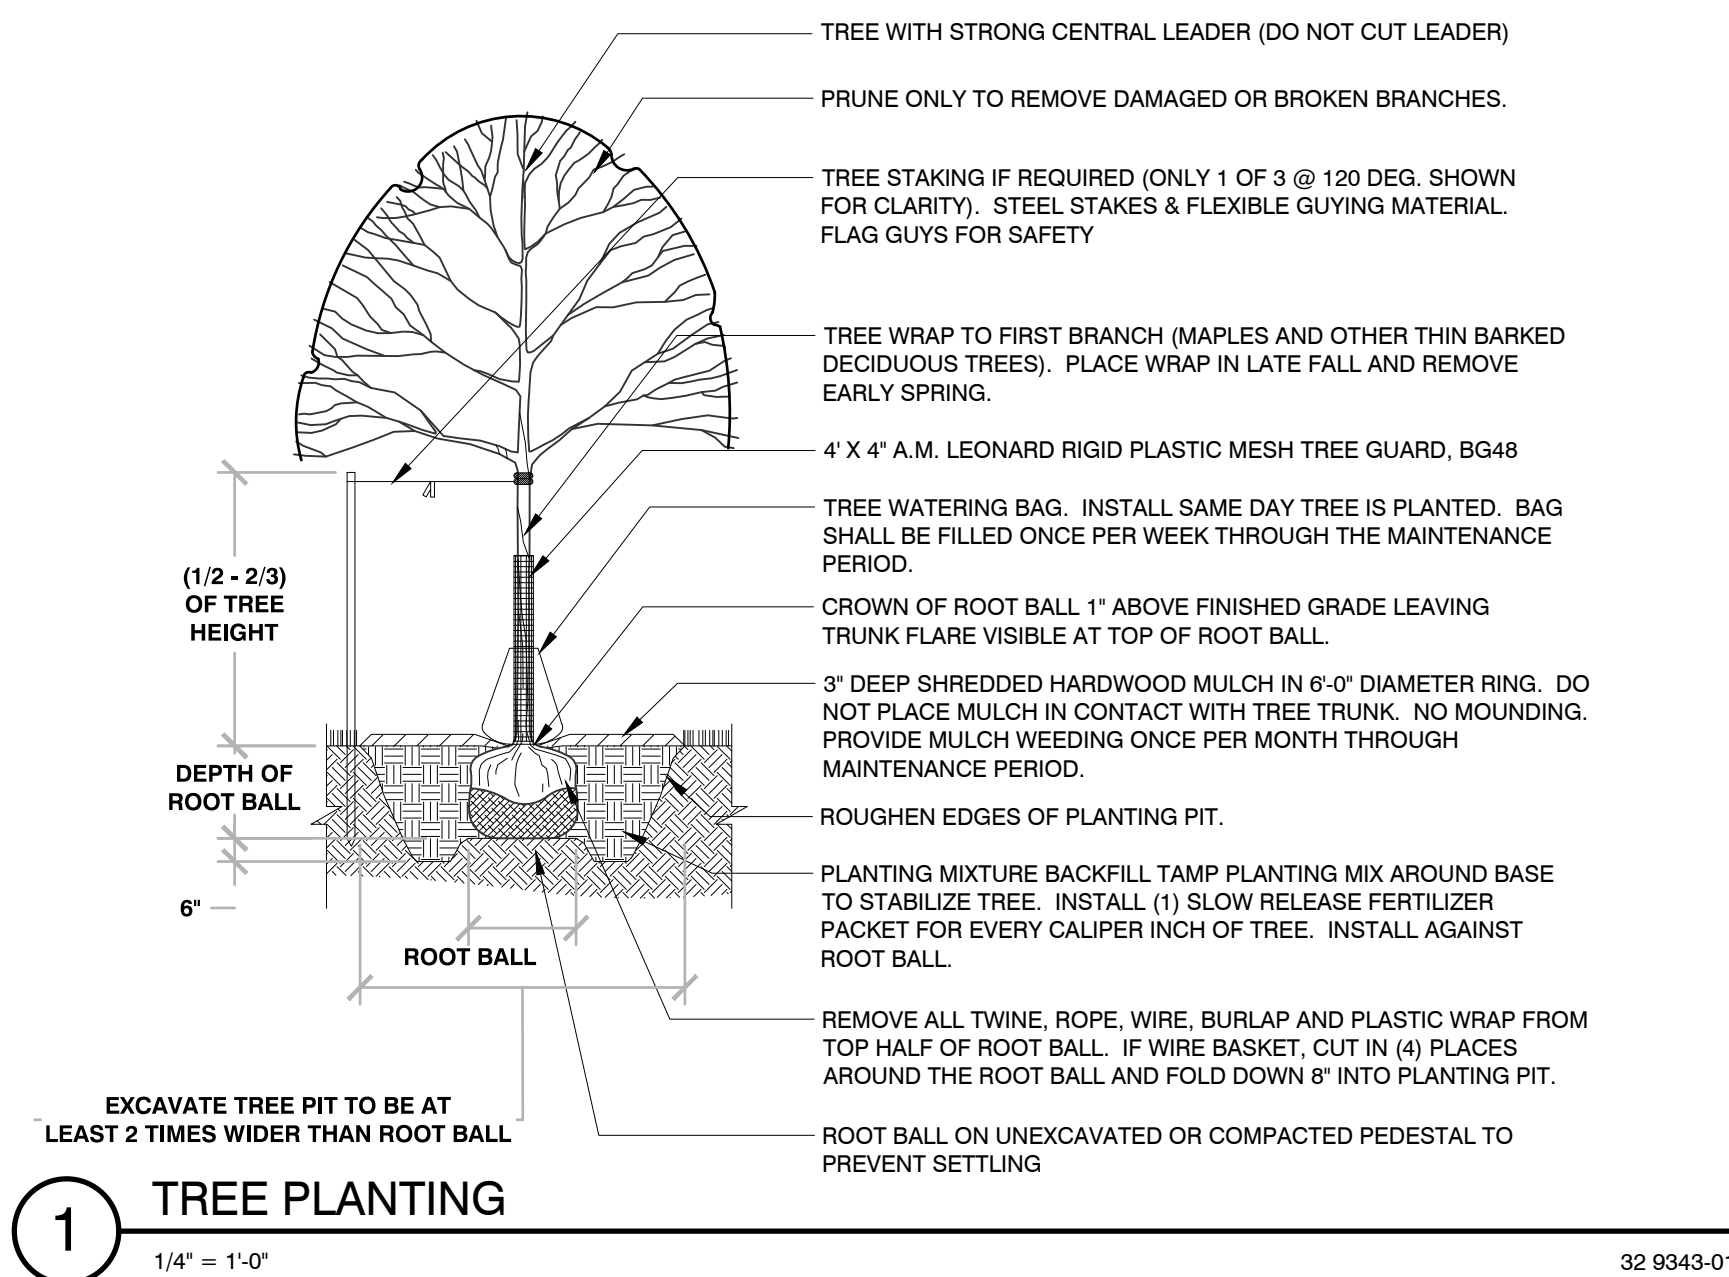 TREE WITH STRONG CENTRAL LEADER (DO NOT CUT LEADER)
PRUNE ONLY TO REMOVE DAMAGED OR BROKEN BRANCHES.
TREE STAKING IF REQUIRED (ONLY 1 OF 3 @ 120 DEG. SHOWN
FOR CLARITY). STEEL STAKES & FLEXIBLE GUYING MATERIAL.
FLAG GUYS FOR SAFETY
TREE WRAP TO FIRST BRANCH (MAPLES AND OTHER THIN BARKED
DECIDUOUS TREES). PLACE WRAP IN LATE FALL AND REMOVE
EARLY SPRING.
4' X 4" A.M. LEONARD RIGID PLASTIC MESH TREE GUARD, BG48
TREE WATERING BAG. INSTALL SAME DAY TREE IS PLANTED. BAG
SHALL BE FILLED ONCE PER WEEK THROUGH THE MAINTENANCE
PERIOD.
CROWN OF ROOT BALL 1" ABOVE FINISHED GRADE LEAVING
TRUNK FLARE VISIBLE AT TOP OF ROOT BALL.
3" DEEP SHREDDED HARDWOOD MULCH IN 6'-0" DIAMETER RING. DO
NOT PLACE MULCH IN CONTACT WITH TREE TRUNK. NO MOUNDING.
PROVIDE MULCH WEEDING ONCE PER MONTH THROUGH
MAINTENANCE PERIOD.
ROUGHEN EDGES OF PLANTING PIT.
PLANTING MIXTURE BACKFILL TAMP PLANTING MIX AROUND BASE
TO STABILIZE TREE. INSTALL (1) SLOW RELEASE FERTILIZER
PACKET FOR EVERY CALIPER INCH OF TREE. INSTALL AGAINST
ROOT BALL.
REMOVE ALL TWINE, ROPE, WIRE, BURLAP AND PLASTIC WRAP FROM
TOP HALF OF ROOT BALL. IF WIRE BASKET, CUT IN (4) PLACES
AROUND THE ROOT BALL AND FOLD DOWN 8" INTO PLANTING PIT.
ROOT BALL ON UNEXCAVATED OR COMPACTED PEDESTAL TO
PREVENT SETTLING
(1/2 - 2/3)
OF TREE
HEIGHT
DEPTH OF
ROOT BALL
6"
ROOT BALL
EXCAVATE TREE PIT TO BE AT
LEAST 2 TIMES WIDER THAN ROOT BALL
1
TREE PLANTING
1/4" = 1'-0"
32 9343-01